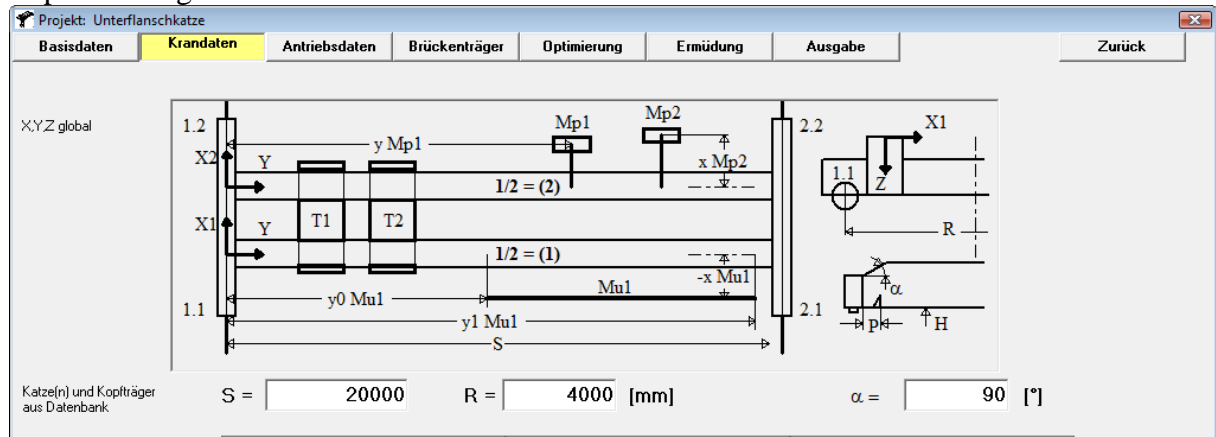 Projekt: Unterflanschkatze
Basisdaten Krandaten Antriebsdaten Brückenträger Optimierung Ermüdung Ausgabe Zurück
X,Y,Z global
1.2 y Mp1 Mp1 Mp2 2.2 X1
X2 Y x Mp2 1.1 Z
1/2 = (2)
X1 Y T1 T2 R
1/2 = (1)
Mu1 -x Mu1 α
1.1 y0 Mu1 2.1 P H
y1 Mu1
S
Katze(n) und Kopfträger S = 20000 R = 4000 [mm] α = 90 [°]
aus Datenbank